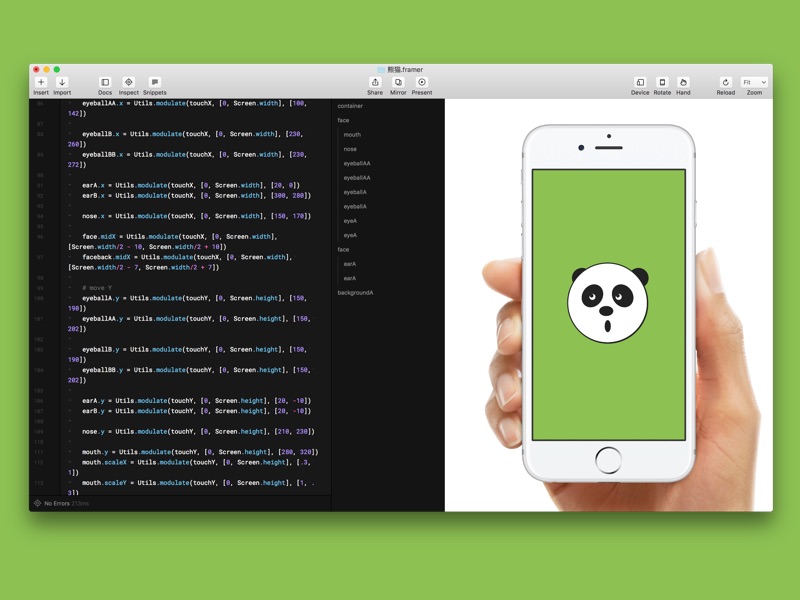 熊猫.framer
Insert Import Docs Inspect Snippets Share Mirror Present Device Rotate Hand Reload Fit Zoom
eyeballAA.x = Utils.modulate(touchX, [0, Screen.width], [100,
142])
eyeballB.x = Utils.modulate(touchX, [0, Screen.width], [230,
260])
eyeballBB.x = Utils.modulate(touchX, [0, Screen.width], [230,
272])
earA.x = Utils.modulate(touchX, [0, Screen.width], [20, 0])
earB.x = Utils.modulate(touchX, [0, Screen.width], [300, 280])
nose.x = Utils.modulate(touchX, [0, Screen.width], [150, 170])
face.midX = Utils.modulate(touchX, [0, Screen.width],
[Screen.width/2 - 10, Screen.width/2 + 10])
faceback.midX = Utils.modulate(touchX, [0, Screen.width],
[Screen.width/2 - 7, Screen.width/2 + 7])
# move Y
eyeballA.y = Utils.modulate(touchY, [0, Screen.height], [150,
190])
eyeballAA.y = Utils.modulate(touchY, [0, Screen.height], [150,
202])
eyeballB.y = Utils.modulate(touchY, [0, Screen.height], [150,
190])
eyeballBB.y = Utils.modulate(touchY, [0, Screen.height], [150,
202])
earA.y = Utils.modulate(touchY, [0, Screen.height], [20, -10])
earB.y = Utils.modulate(touchY, [0, Screen.height], [20, -10])
nose.y = Utils.modulate(touchY, [0, Screen.height], [210, 230])
mouth.y = Utils.modulate(touchY, [0, Screen.height], [280, 320])
mouth.scaleX = Utils.modulate(touchY, [0, Screen.height], [.3,
1])
mouth.scaleY = Utils.modulate(touchY, [0, Screen.height], [1, .
3])
No Errors 213ms
container
face
mouth
nose
eyeballAA
eyeballAA
eyeballA
eyeballA
eyeA
eyeA
face
earA
earA
backgroundA